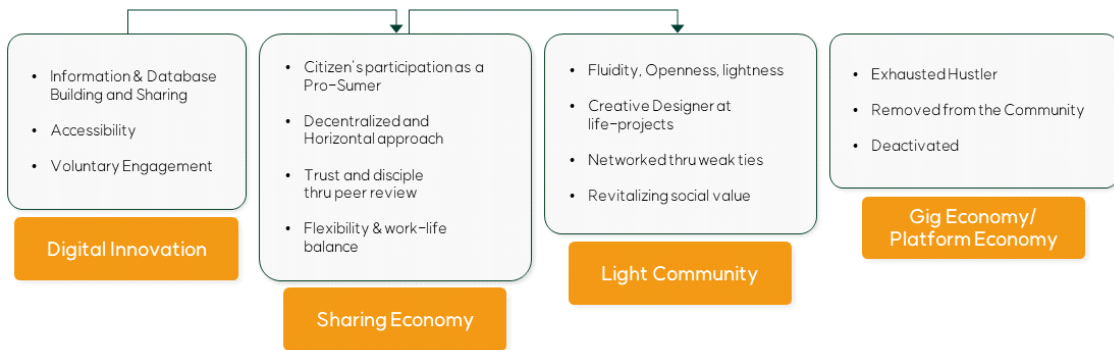 • Information & Database
Building and Sharing
• Accessibility
• Voluntary Engagement
Digital Innovation
• Citizen's participation as a
Pro-Sumer
• Decentralized and
Horizontal approach
• Trust and disciple
thru peer review
• Flexibility & work-life
balance
Sharing Economy
• Fluidity, Openness, lightness
• Creative Designer at
life-projects
• Networked thru weak ties
• Revitalizing social value
Light Community
• Exhausted Hustler
• Removed from the Community
• Deactivated
Gig Economy/
Platform Economy